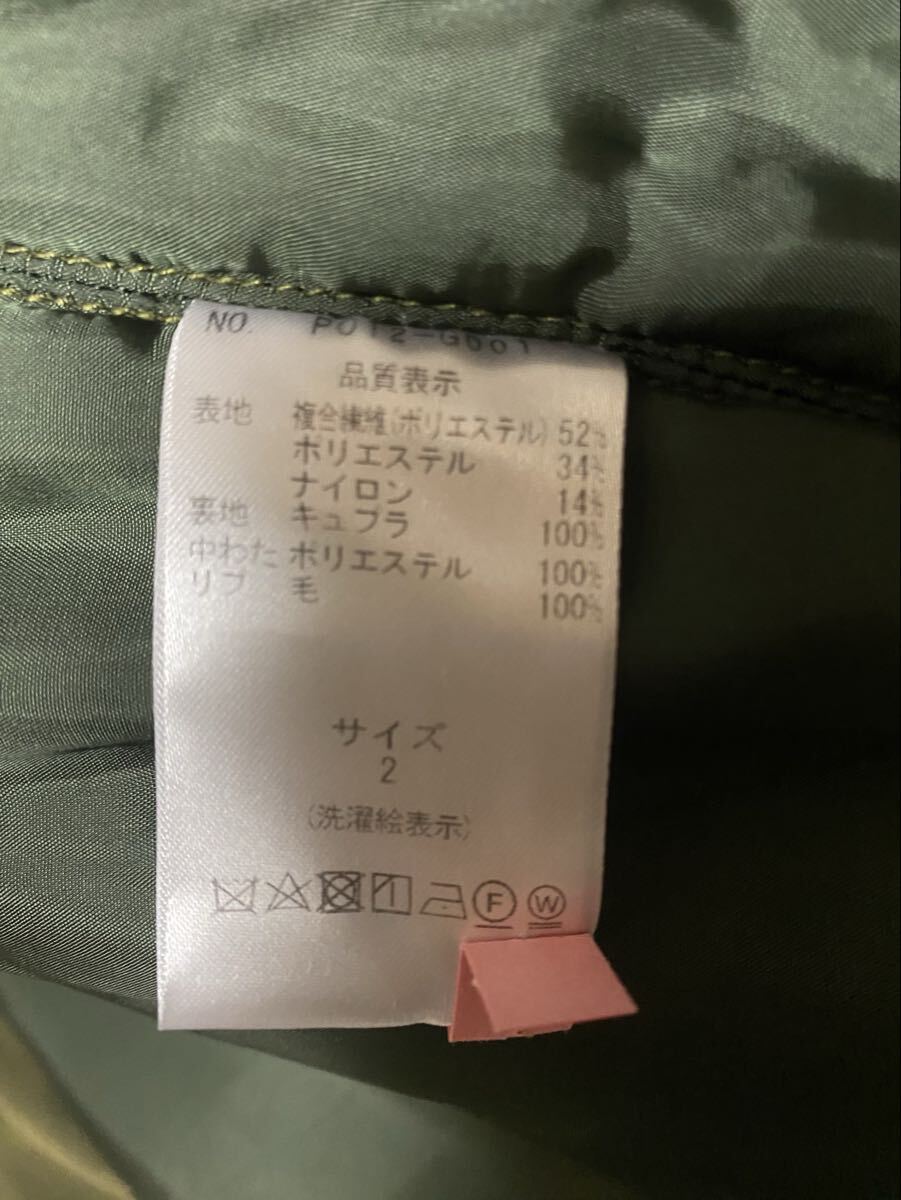 NO. P012-G001
品質表示
表地 複合繊維(ポリエステル) 52%
ポリエステル 34%
ナイロン 14%
裏地 キュプラ 100%
中わた ポリエステル 100%
リブ 毛 100%
サイズ
2
(洗濯絵表示)
F W